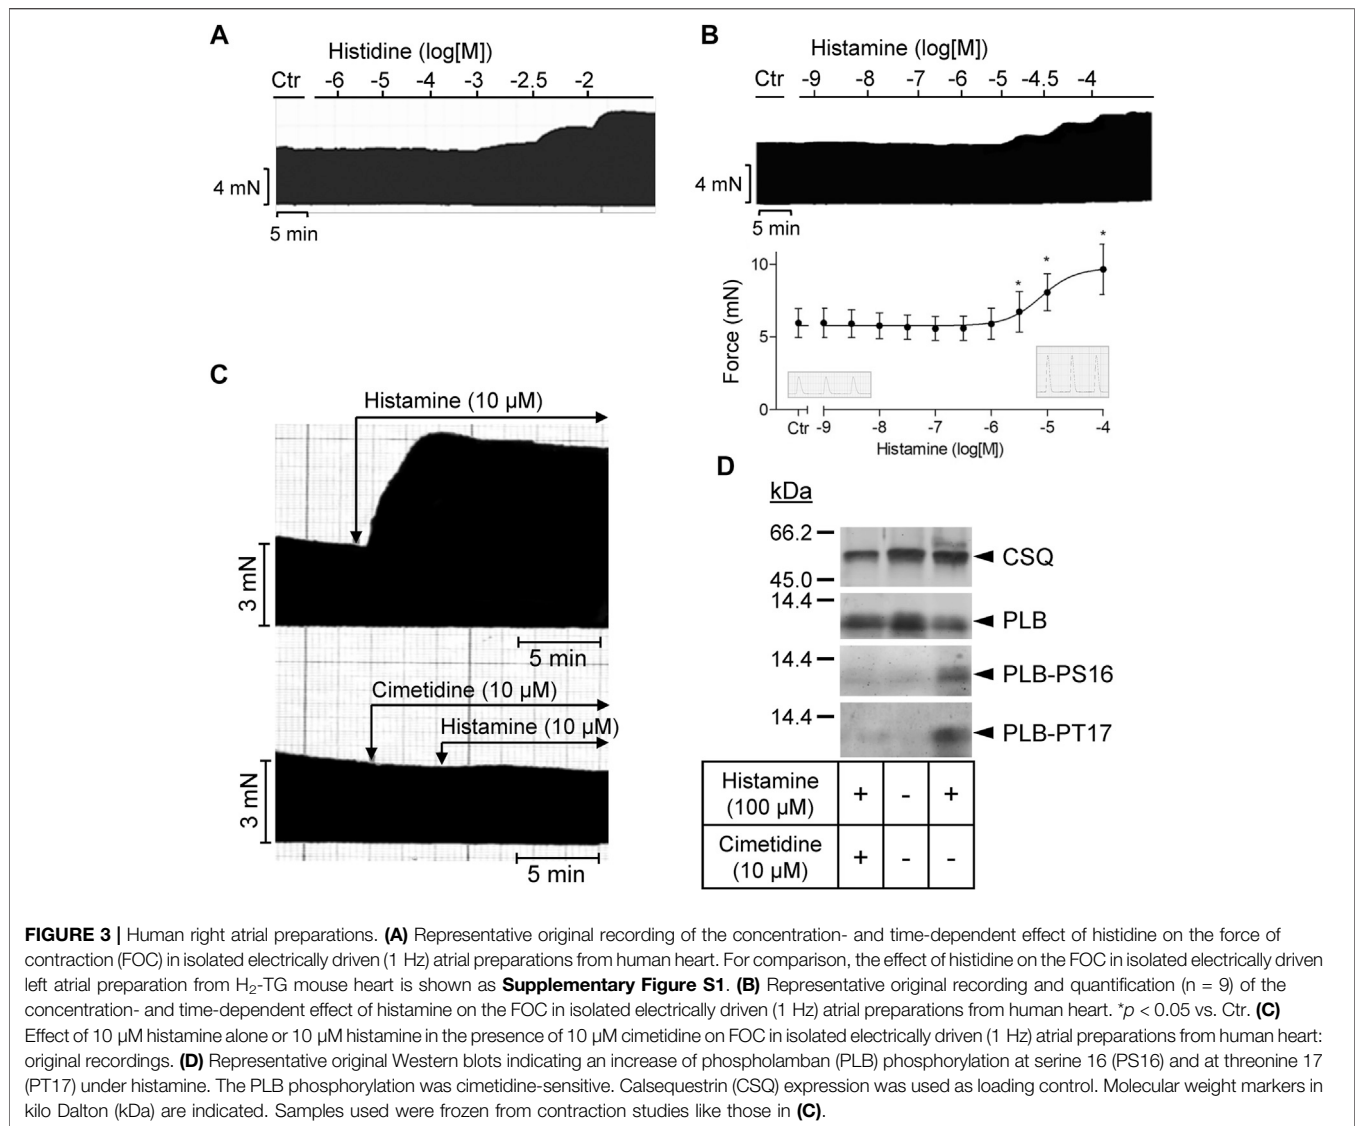 A
Histidine (log[M])
Ctr -6 -5 -4 -3 -2.5 -2
4 mN
5 min
B
Histamine (log[M])
Ctr -9 -8 -7 -6 -5 -4.5 -4
4 mN
5 min
* * *
10
5
0
Force (mN)
Ctr -9 -8 -7 -6 -5 -4
Histamine (log[M])
C
Histamine (10 µM)
3 mN
5 min
Cimetidine (10 µM)
Histamine (10 µM)
3 mN
5 min
D
kDa
66.2
CSQ
45.0
14.4
PLB
14.4
PLB-PS16
14.4
PLB-PT17
Histamine
(100 µM) + - +
Cimetidine
(10 µM) + - -
FIGURE 3 | Human right atrial preparations. (A) Representative original recording of the concentration- and time-dependent effect of histidine on the force of
contraction (FOC) in isolated electrically driven (1 Hz) atrial preparations from human heart. For comparison, the effect of histidine on the FOC in isolated electrically driven
left atrial preparation from H₂-TG mouse heart is shown as Supplementary Figure S1. (B) Representative original recording and quantification (n = 9) of the
concentration- and time-dependent effect of histamine on the FOC in isolated electrically driven (1 Hz) atrial preparations from human heart. *p < 0.05 vs. Ctr. (C)
Effect of 10 µM histamine alone or 10 µM histamine in the presence of 10 µM cimetidine on FOC in isolated electrically driven (1 Hz) atrial preparations from human heart:
original recordings. (D) Representative original Western blots indicating an increase of phospholamban (PLB) phosphorylation at serine 16 (PS16) and at threonine 17
(PT17) under histamine. The PLB phosphorylation was cimetidine-sensitive. Calsequestrin (CSQ) expression was used as loading control. Molecular weight markers in
kilo Dalton (kDa) are indicated. Samples used were frozen from contraction studies like those in (C).